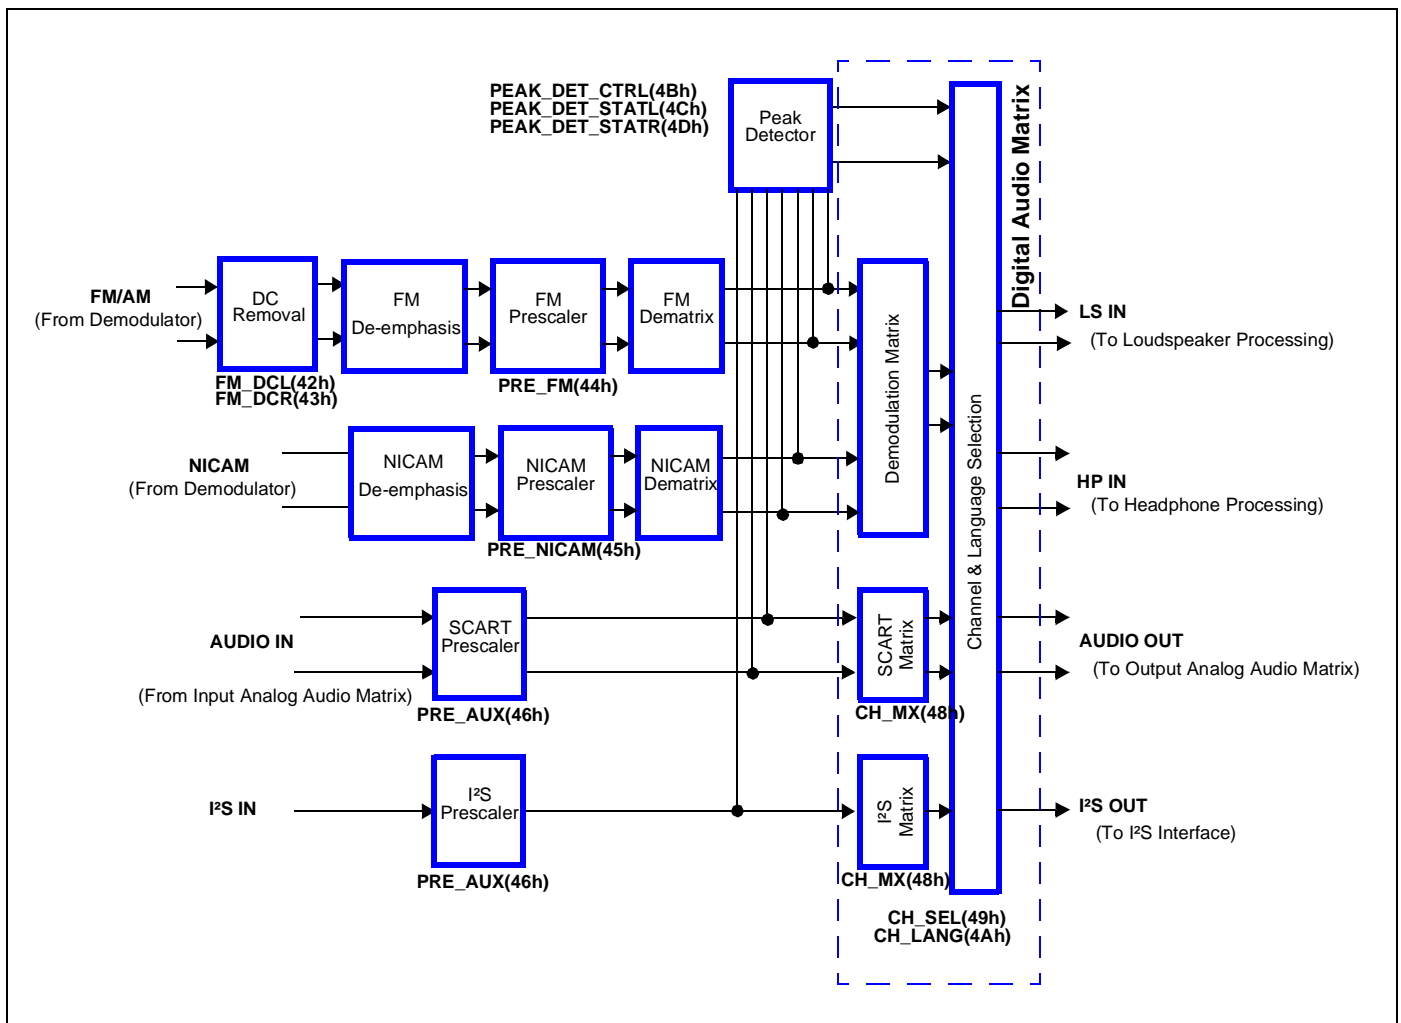 PEAK_DET_CTRL(4Bh)
PEAK_DET_STATL(4Ch)
PEAK_DET_STATR(4Dh)
Peak
Detector
Digital Audio Matrix
FM/AM
(From Demodulator)
DC
Removal
FM_DCL(42h)
FM_DCR(43h)
FM
De-emphasis
FM
Prescaler
PRE_FM(44h)
FM
Dematrix
Demodulation Matrix
Channel & Language Selection
LS IN
(To Loudspeaker Processing)
NICAM
(From Demodulator)
NICAM
De-emphasis
NICAM
Prescaler
PRE_NICAM(45h)
NICAM
Dematrix
HP IN
(To Headphone Processing)
AUDIO IN
(From Input Analog Audio Matrix)
SCART
Prescaler
PRE_AUX(46h)
SCART
Matrix
CH_MX(48h)
AUDIO OUT
(To Output Analog Audio Matrix)
I²S IN
I²S
Prescaler
PRE_AUX(46h)
I²S
Matrix
CH_MX(48h)
I²S OUT
(To I²S Interface)
CH_SEL(49h)
CH_LANG(4Ah)